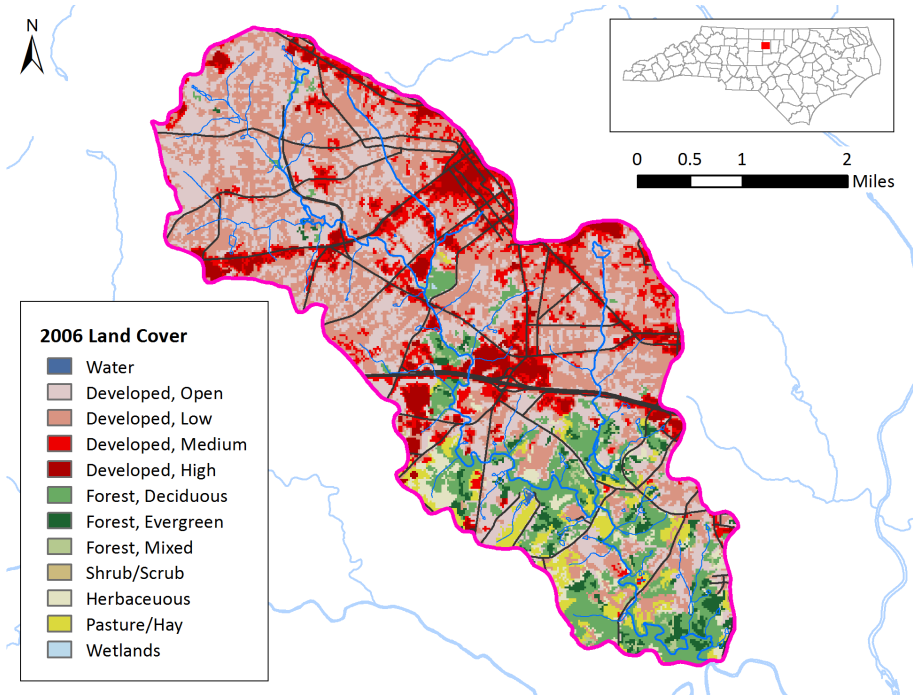 N
0 0.5 1 2
Miles
2006 Land Cover
Water
Developed, Open
Developed, Low
Developed, Medium
Developed, High
Forest, Deciduous
Forest, Evergreen
Forest, Mixed
Shrub/Scrub
Herbaceuous
Pasture/Hay
Wetlands